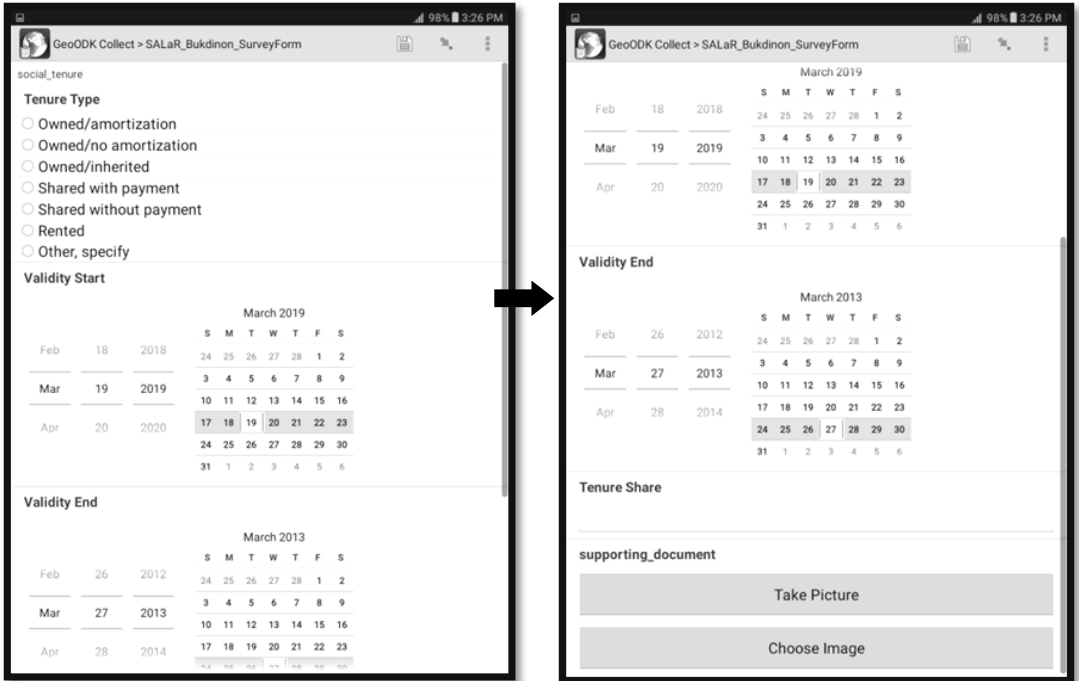 98% 3:26 PM
GeoODK Collect > SALaR_Bukdinon_SurveyForm
social_tenure
Tenure Type
Owned/amortization
Owned/no amortization
Owned/inherited
Shared with payment
Shared without payment
Rented
Other, specify
Validity Start
March 2019
S M T W T F S
Feb 18 2018 24 25 26 27 28 1 2
3 4 5 6 7 8 9
Mar 19 2019
10 11 12 13 14 15 16
Apr 20 2020 17 18 19 20 21 22 23
24 25 26 27 28 29 30
31 1 2 3 4 5 6
Validity End
March 2013
S M T W T F S
Feb 26 2012 24 25 26 27 28 1 2
3 4 5 6 7 8 9
Mar 27 2013
10 11 12 13 14 15 16
Apr 28 2014 17 18 19 20 21 22 23
24 25 26 27 28 29 30
98% 3:26 PM
GeoODK Collect > SALaR_Bukdinon_SurveyForm
March 2019
S M T W T F S
Feb 18 2018 24 25 26 27 28 1 2
3 4 5 6 7 8 9
Mar 19 2019
10 11 12 13 14 15 16
Apr 20 2020 17 18 19 20 21 22 23
24 25 26 27 28 29 30
31 1 2 3 4 5 6
Validity End
March 2013
S M T W T F S
Feb 26 2012 24 25 26 27 28 1 2
3 4 5 6 7 8 9
Mar 27 2013
10 11 12 13 14 15 16
Apr 28 2014 17 18 19 20 21 22 23
24 25 26 27 28 29 30
31 1 2 3 4 5 6
Tenure Share
supporting_document
Take Picture
Choose Image